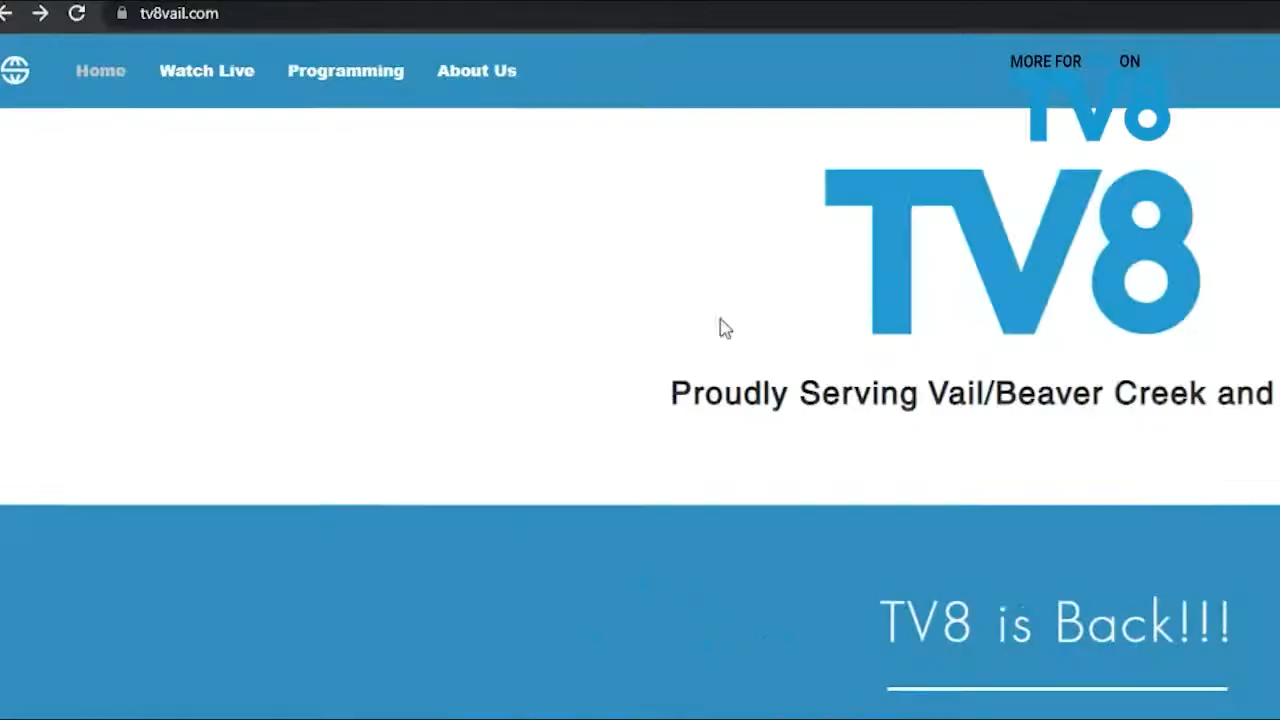 tv8vail.com
Home Watch Live Programming About Us
MORE FOR ON
TV8
TV8
Proudly Serving Vail/Beaver Creek and
TV8 is Back!!!